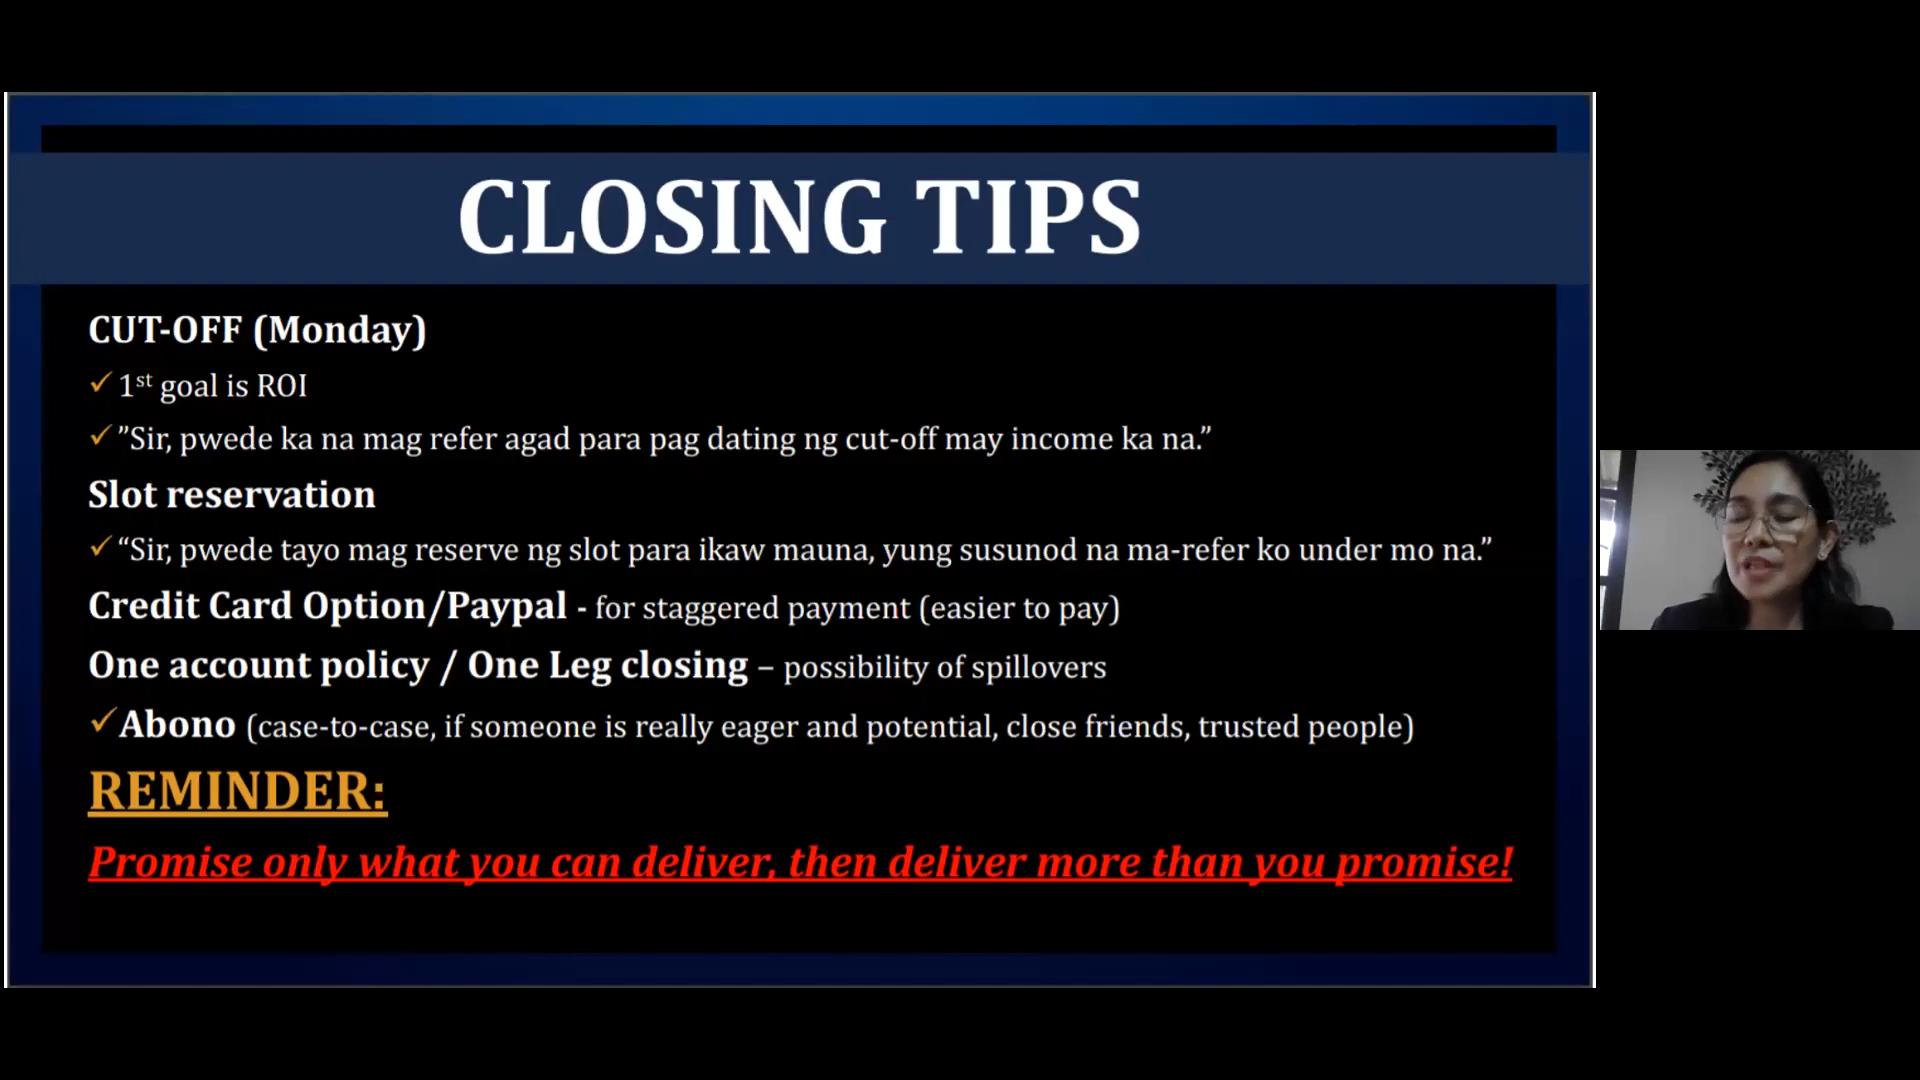 CLOSING TIPS
CUT-OFF (Monday)
✓1st goal is ROI
✓”Sir, pwede ka na mag refer agad para pag dating ng cut-off may income ka na.”
Slot reservation
✓“Sir, pwede tayo mag reserve ng slot para ikaw mauna, yung susunod na ma-refer ko under mo na.”
Credit Card Option/Paypal - for staggered payment (easier to pay)
One account policy / One Leg closing – possibility of spillovers
✓Abono (case-to-case, if someone is really eager and potential, close friends, trusted people)
REMINDER:
Promise only what you can deliver, then deliver more than you promise!